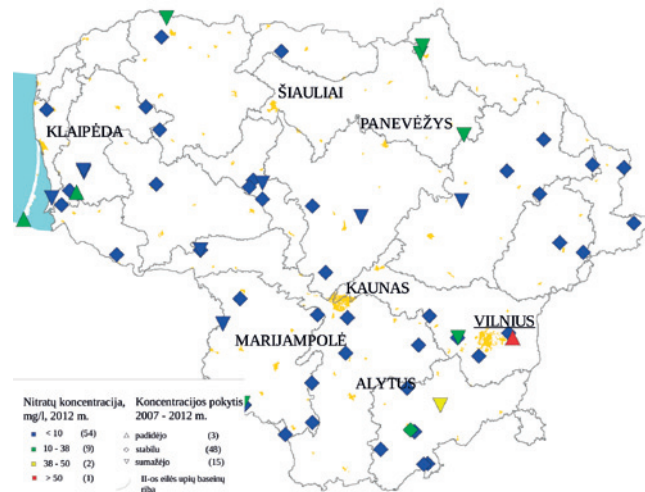 ŠIAULIAI
KLAIPĖDA
PANEVĖŽYS
KAUNAS
VILNIUS
MARIJAMPOLĖ
ALYTUS
Nitratų koncentracija,
mg/l, 2012 m.
< 10 (54)
10 - 38 (9)
38 - 50 (2)
> 50 (1)
Koncentracijos pokytis
2007 - 2012 m.
padidėjo (3)
stabilu (48)
sumažėjo (15)
II-os eilės upių baseinų
riba